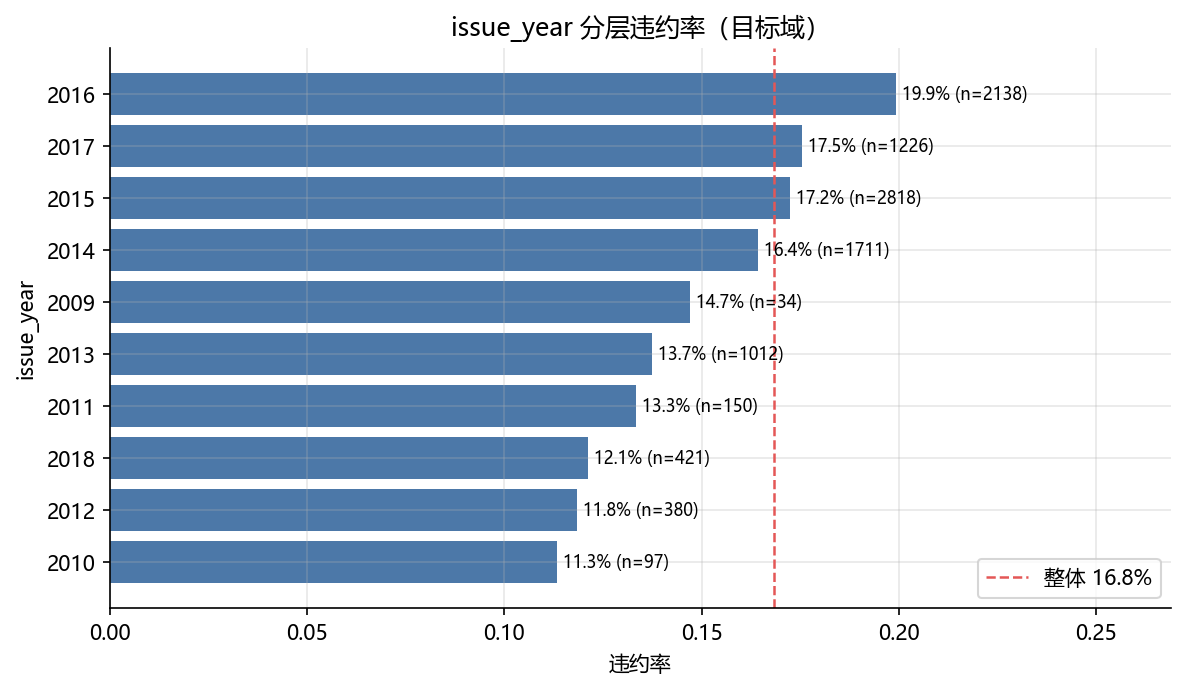 issue_year 分层违约率（目标域）
2016
19.9% (n=2138)
2017
17.5% (n=1226)
2015
17.2% (n=2818)
2014
16.4% (n=1711)
2009
14.7% (n=34)
2013
13.7% (n=1012)
2011
13.3% (n=150)
2018
12.1% (n=421)
2012
11.8% (n=380)
2010
11.3% (n=97)
issue_year
整体 16.8%
0.00
0.05
0.10
0.15
0.20
0.25
违约率